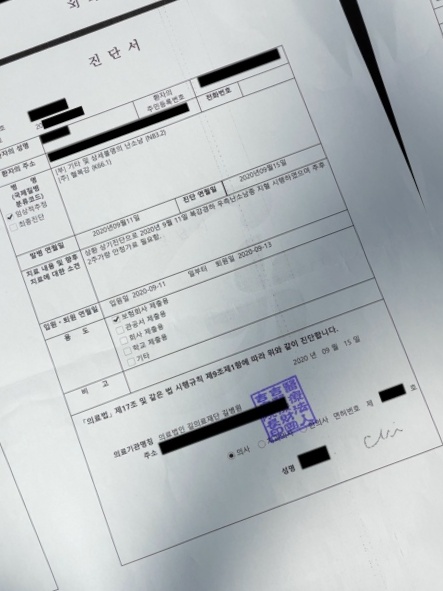 외
진 단 서
환자의 성명
환자의 주민등록번호
전화번호
환자의 주소
병 명
(국제질병
분류코드)
✓ 임상적추정
최종진단
(부) 기타 및 상세불명의 난소낭 (N83.2)
(주) 혈복강 (K66.1)
발병 연월일
2020년09월11일
진단 연월일
2020년09월15일
치료 내용 및 향후
치료에 대한 소견
상환 상기진단으로 2020년 9월 11일 복강경하 우측난소낭종 지혈 시행하였으며 추후
2주가량 안정가료 필요함.
입원·퇴원 연월일
입원일 2020-09-11 일부터 퇴원일 2020-09-13
용 도
✓ 보험회사 제출용
관공서 제출용
회사 제출용
학교 제출용
기타
비 고
「의료법」 제17조 및 같은 법 시행규칙 제9조제1항에 따라 위와 같이 진단합니다.
2020 년 09 월 15 일
의료기관명칭 의료법인 길의료재단 길병원
주소
의사
면허번호 제 호
성명